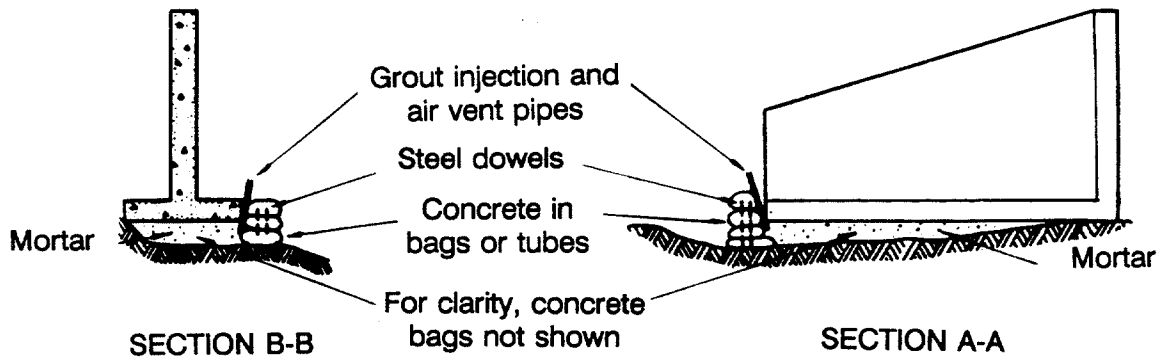 Grout injection and
air vent pipes
Steel dowels
Concrete in
bags or tubes
Mortar
Mortar
For clarity, concrete
bags not shown
SECTION B-B
SECTION A-A